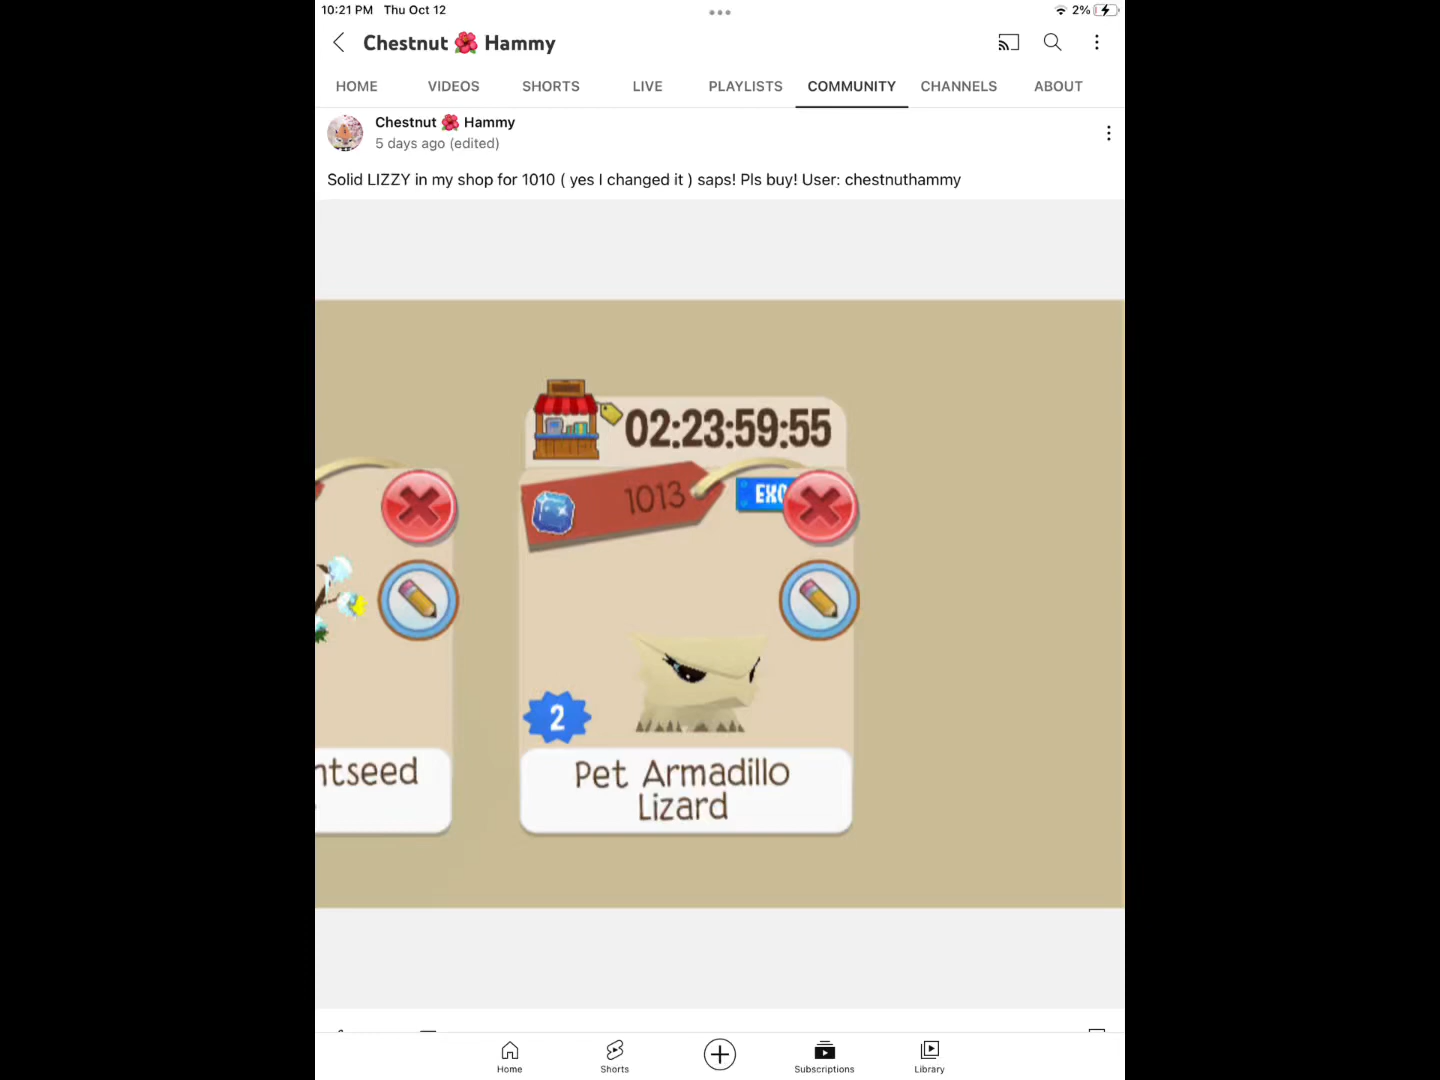 10:21 PM Thu Oct 12
2%
Chestnut 🌺 Hammy
HOME VIDEOS SHORTS LIVE PLAYLISTS COMMUNITY CHANNELS ABOUT
Chestnut 🌺 Hammy
5 days ago (edited)
Solid LIZZY in my shop for 1010 ( yes I changed it ) saps! Pls buy! User: chestnuthammy
02:23:59:55
1013
EXC
2
ntseed
Pet Armadillo
Lizard
Home Shorts Subscriptions Library